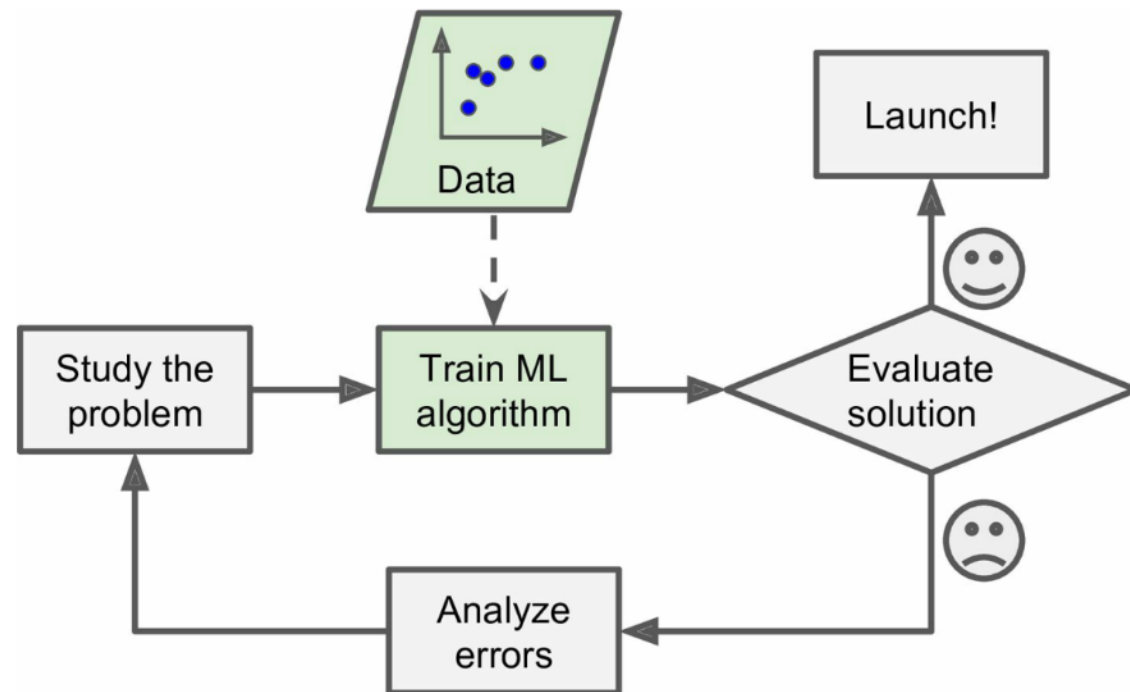 Data
Launch!
Study the
problem
Train ML
algorithm
Evaluate
solution
Analyze
errors